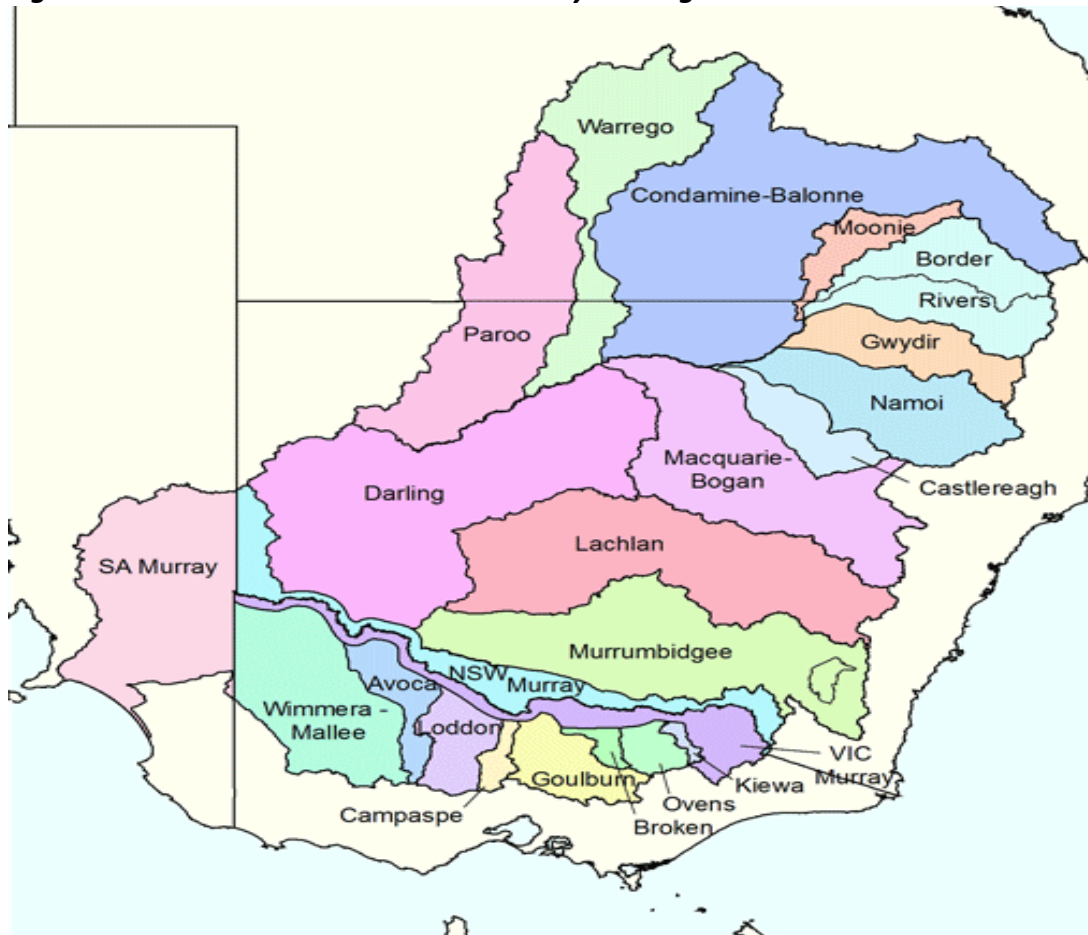 Warrego
Condamine-Balonne
Moonie
Border
Rivers
Paroo
Gwydir
Namoi
Macquarie-
Bogan
Castlereagh
Darling
Lachlan
SA Murray
Murrumbidgee
NSW Murray
Avoca
Wimmera -
Mallee
Loddon
VIC
Murray
Goulburn
Kiewa
Campaspe
Ovens
Broken